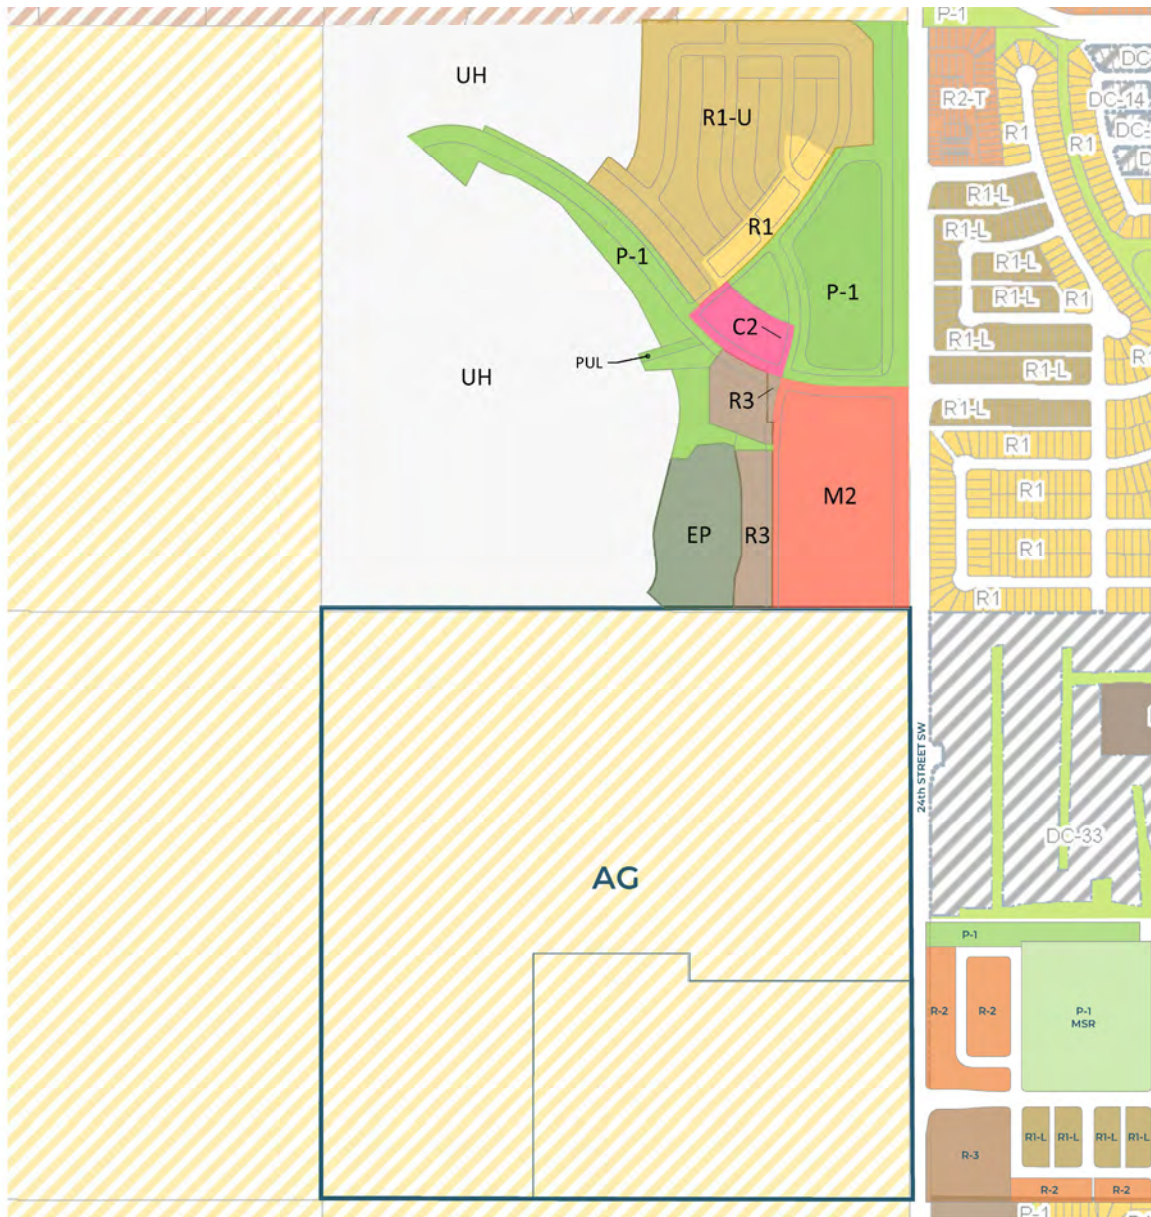 P-1
UH
DC
R2-T
DC-14
R1-U
R1
R1
DC-
D
R1-L
R1
R1-L
P-1
R1-L
P-1
R1-L
R1
C2
R1-L
R1
PUL
R1-L
UH
R3
R1-L
R1
R1
M2
EP
R3
R1
R1
24th STREET SW
DC-33
AG
P-1
R-2
R-2
P-1
MSR
R1-L
R1-L
R1-L
R1-L
R-3
R-2
R-2
P-1